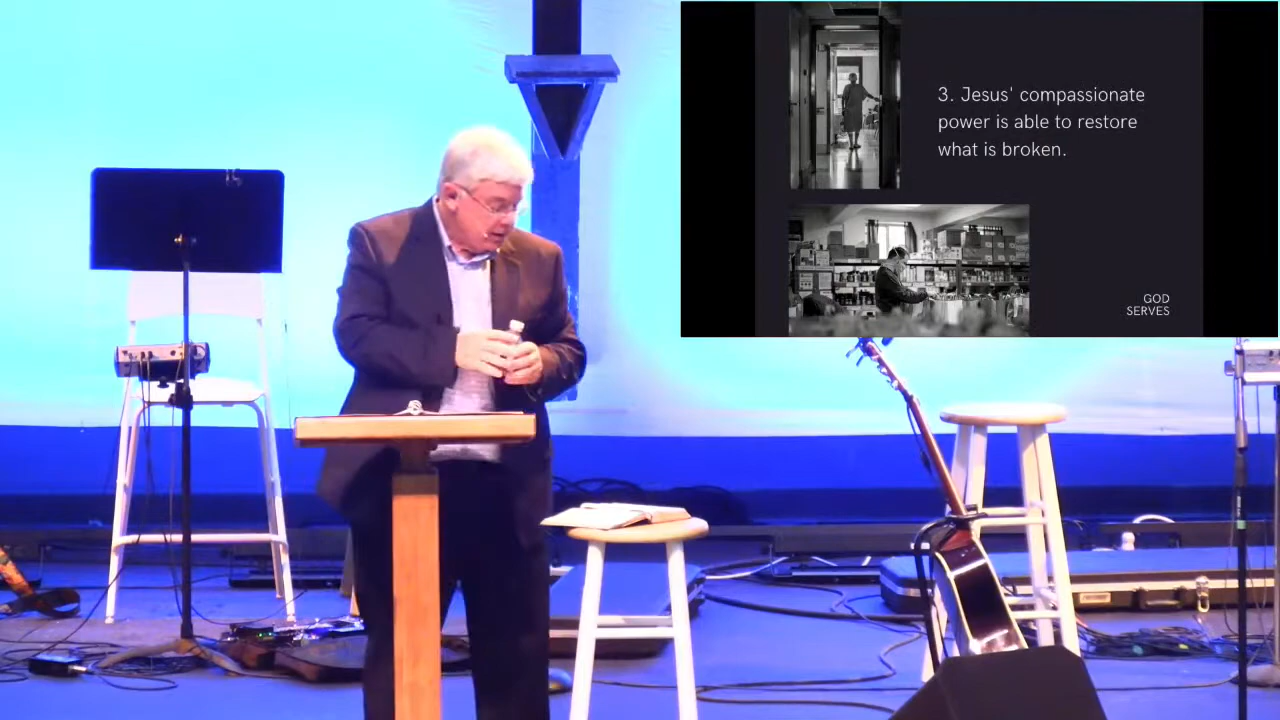 3. Jesus' compassionate
power is able to restore
what is broken.
GOD
SERVES